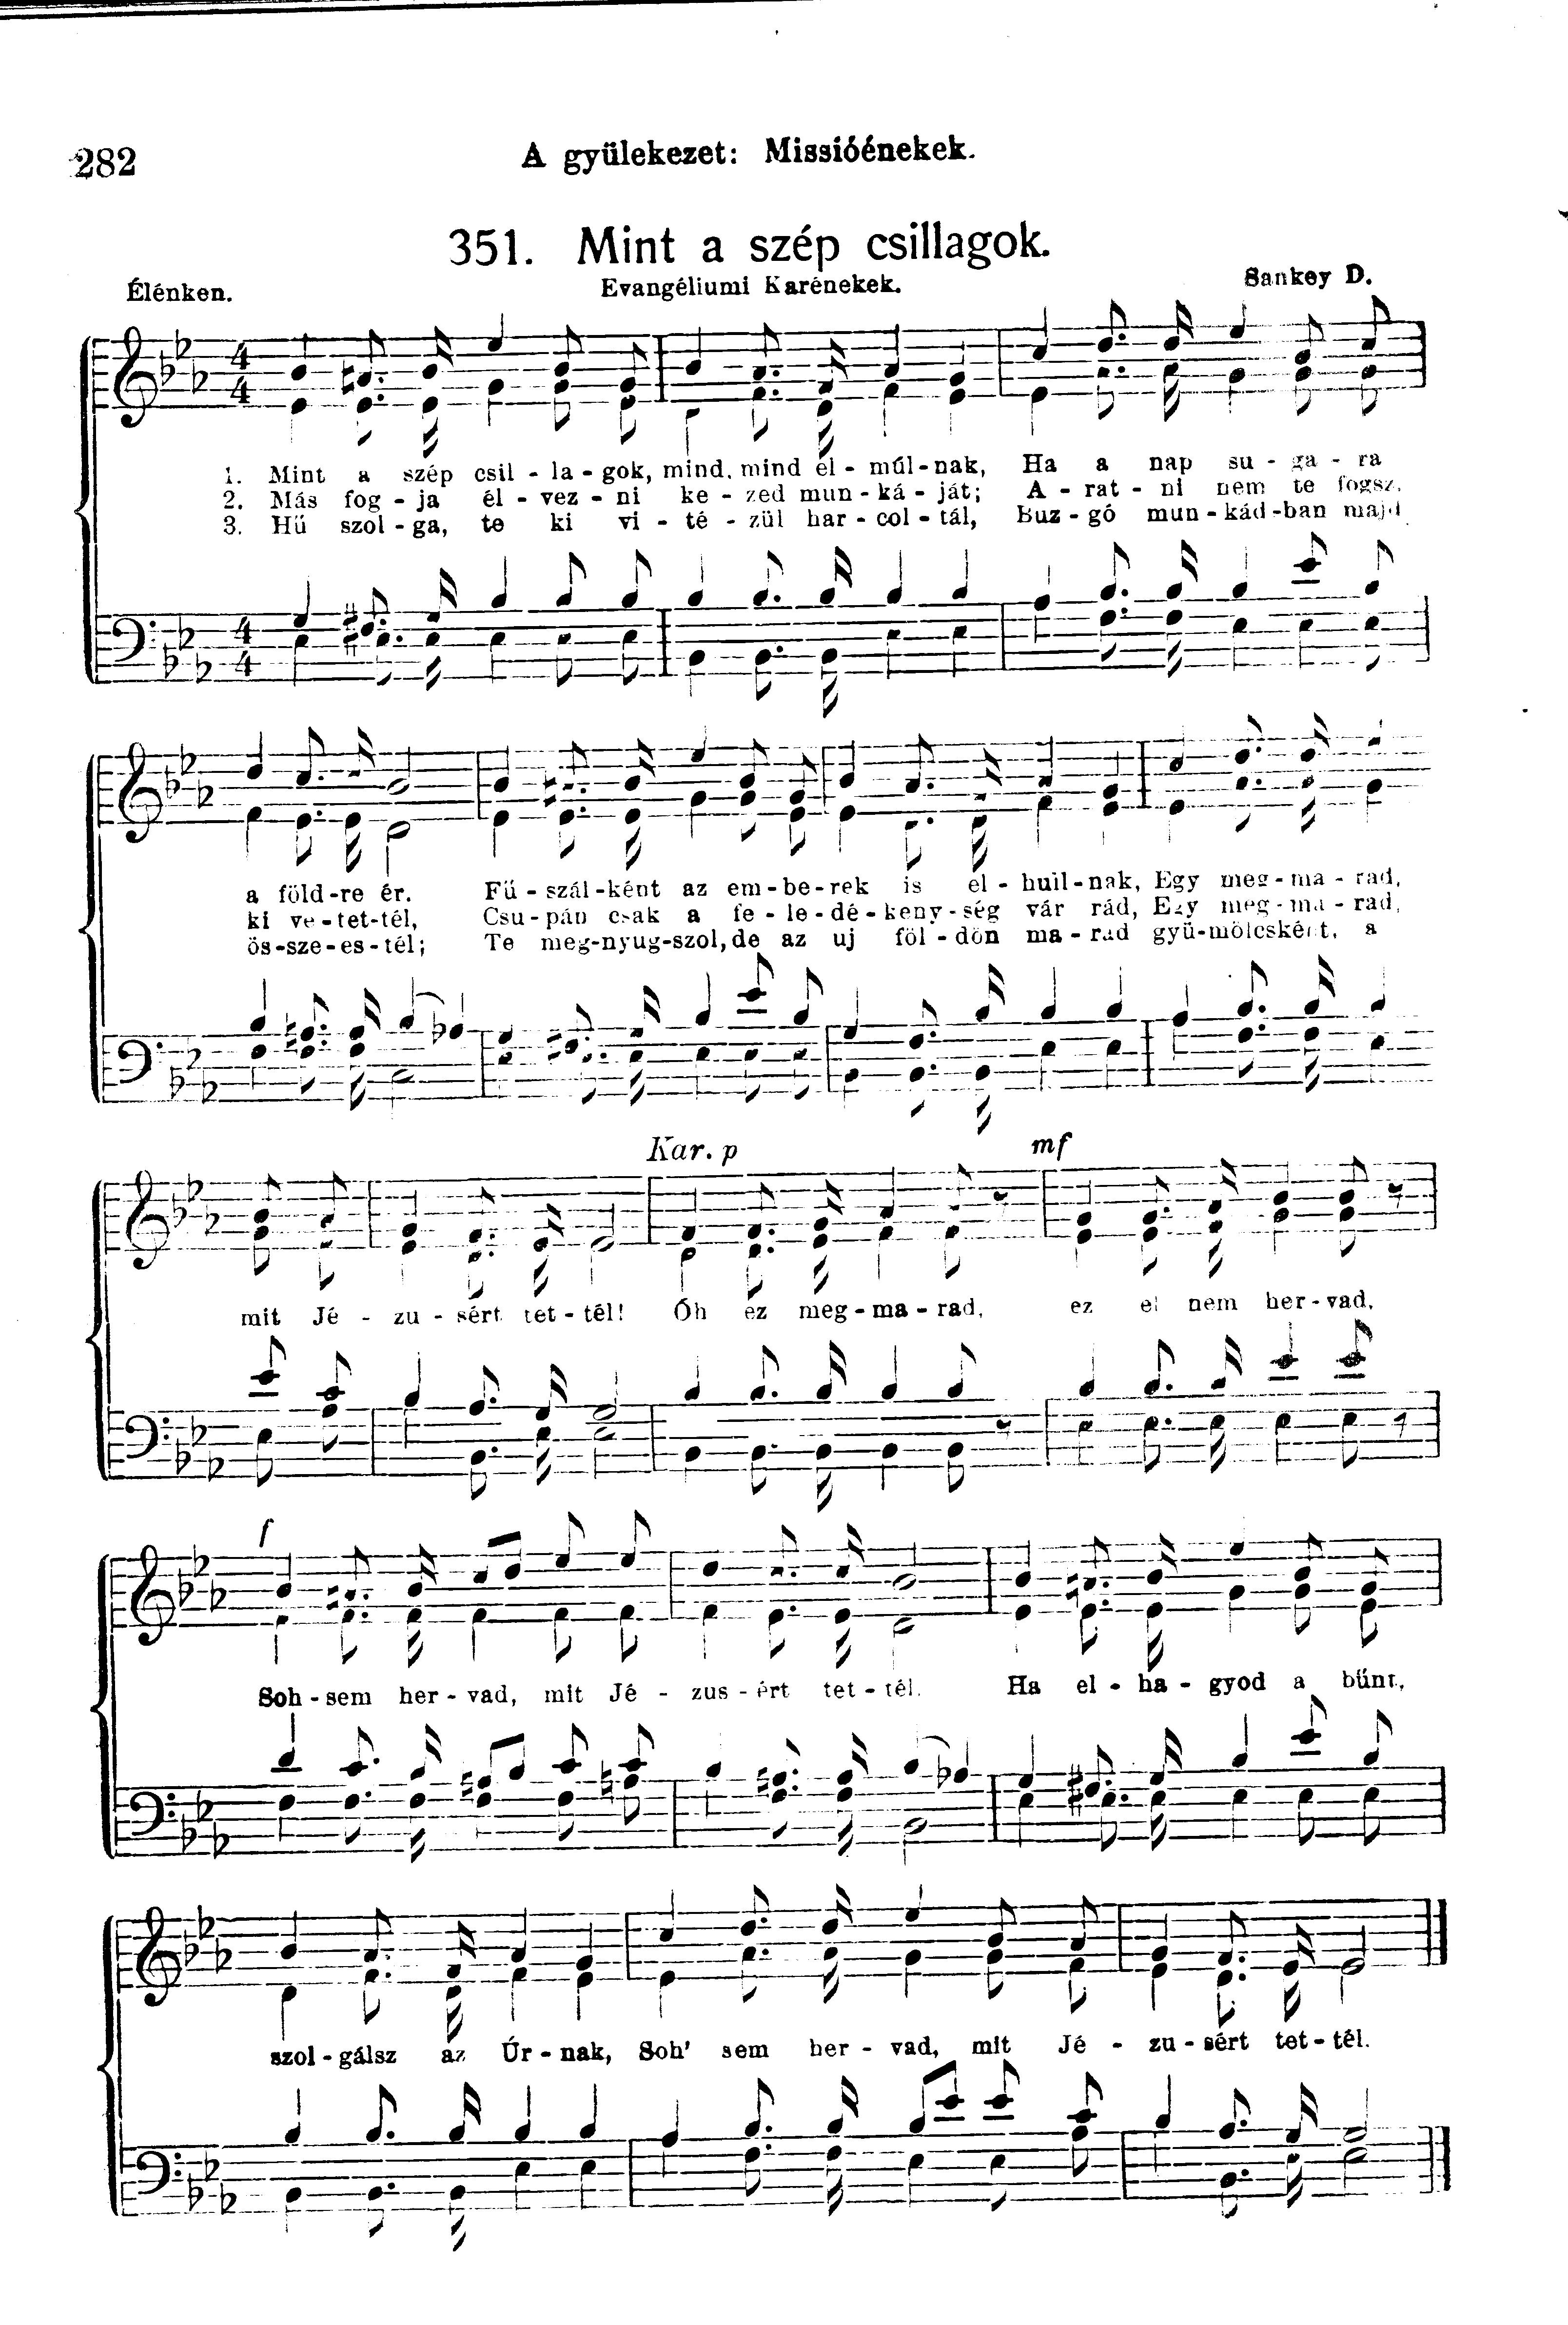 282
A gyülekezet: Missióénekek.
351. Mint a szép csillagok.
Élénken.
Evangéliumi Karénekek.
Sankey D.
4
4
1. Mint a szép csil - la - gok, mind, mind el - múl - nak, Ha a nap su - ga - ra
2. Más fog - ja él - vez - ni ke - zed mun - ká - ját; A - rat - ni nem te fogsz,
3. Hű szol - ga, te ki vi - té - zül har - col - tál, Buz - gó mun - kád - ban majd
4
4
a föld - re ér. Fű - szál - ként az em - be - rek is el - hull - nak, Egy meg - ma - rad,
ki ve - tet - tél, Csu - pán csak a fe - le - dé - keny - ség vár rád, Egy meg - ma - rad,
ös - sze - es - tél; Te meg - nyug - szol, de az uj föl - dön ma - rad gyü - mölcsként, a
Kar. p mf
mit Jé - zu - sért tet - tél! Óh ez meg - ma - rad, ez el nem her - vad,
f
Soh - sem her - vad, mit Jé - zus - ért tet - tél. Ha el - ha - gyod a bünt,
szol - gálsz az Úr - nak, Soh' sem her - vad, mit Jé - zu - sért tet - tél.